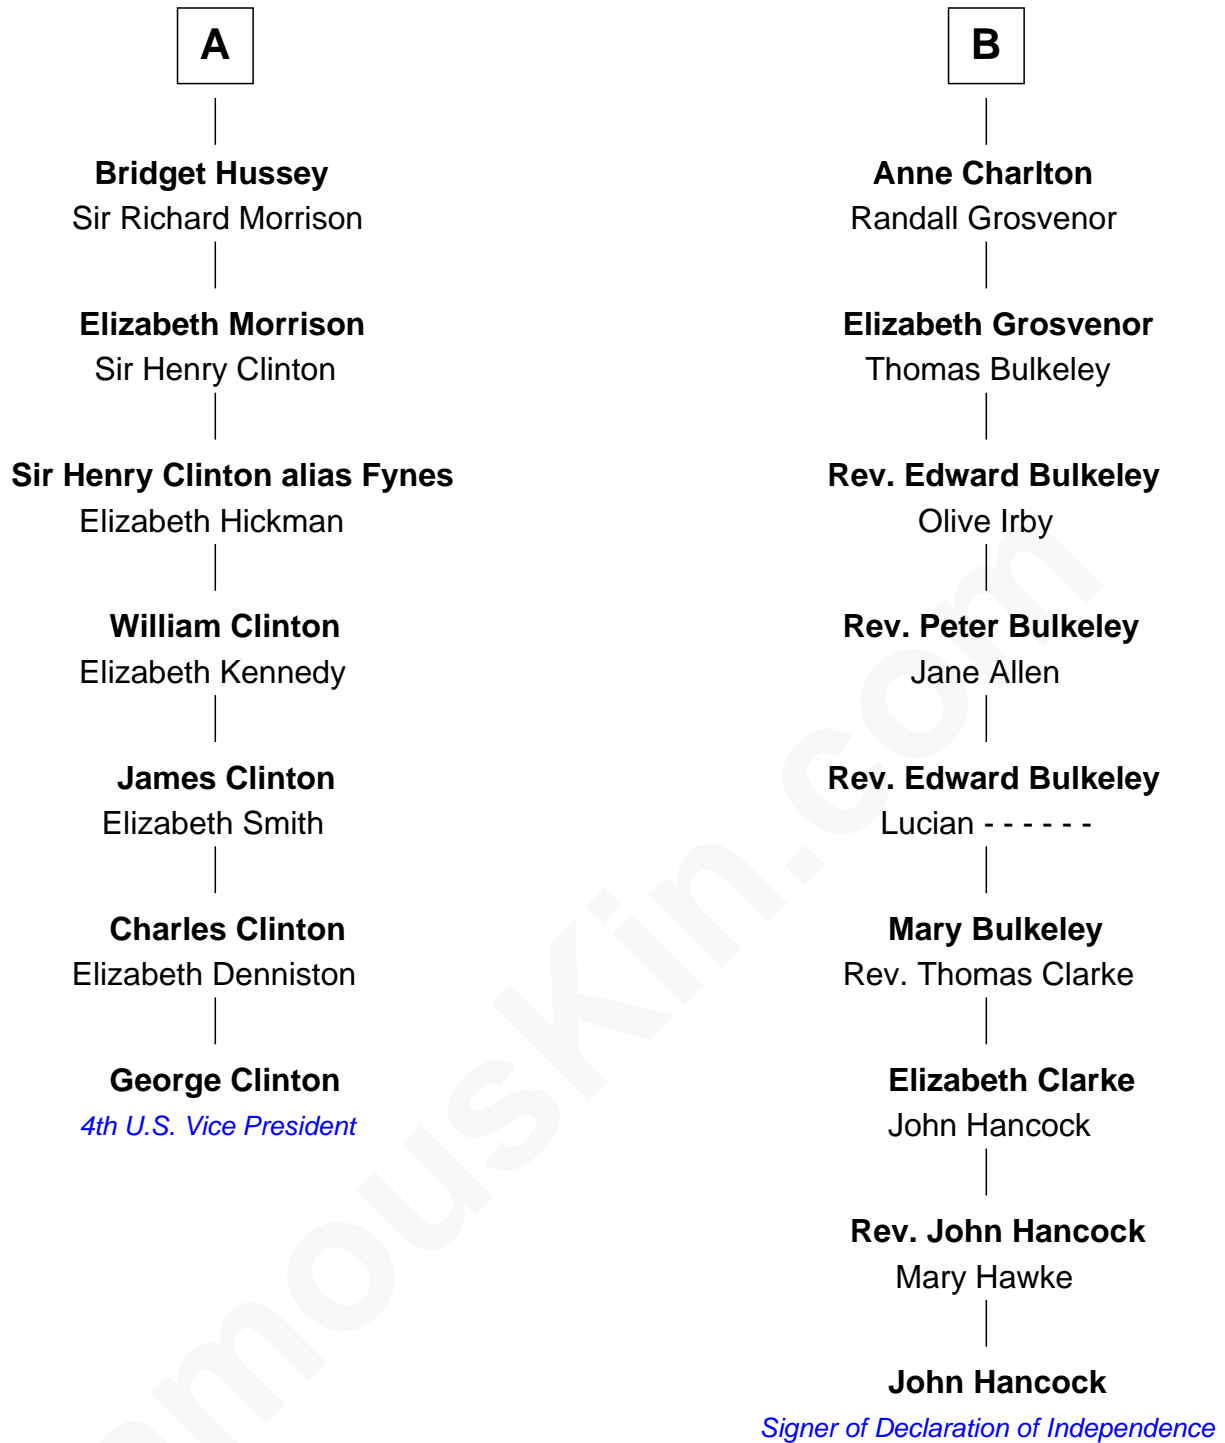 A
Bridget Hussey
Sir Richard Morrison
Elizabeth Morrison
Sir Henry Clinton
Sir Henry Clinton alias Fynes
Elizabeth Hickman
William Clinton
Elizabeth Kennedy
James Clinton
Elizabeth Smith
Charles Clinton
Elizabeth Denniston
George Clinton
4th U.S. Vice President
B
Anne Charlton
Randall Grosvenor
Elizabeth Grosvenor
Thomas Bulkeley
Rev. Edward Bulkeley
Olive Irby
Rev. Peter Bulkeley
Jane Allen
Rev. Edward Bulkeley
Lucian - - - - - -
Mary Bulkeley
Rev. Thomas Clarke
Elizabeth Clarke
John Hancock
Rev. John Hancock
Mary Hawke
John Hancock
Signer of Declaration of Independence
amousKin.com